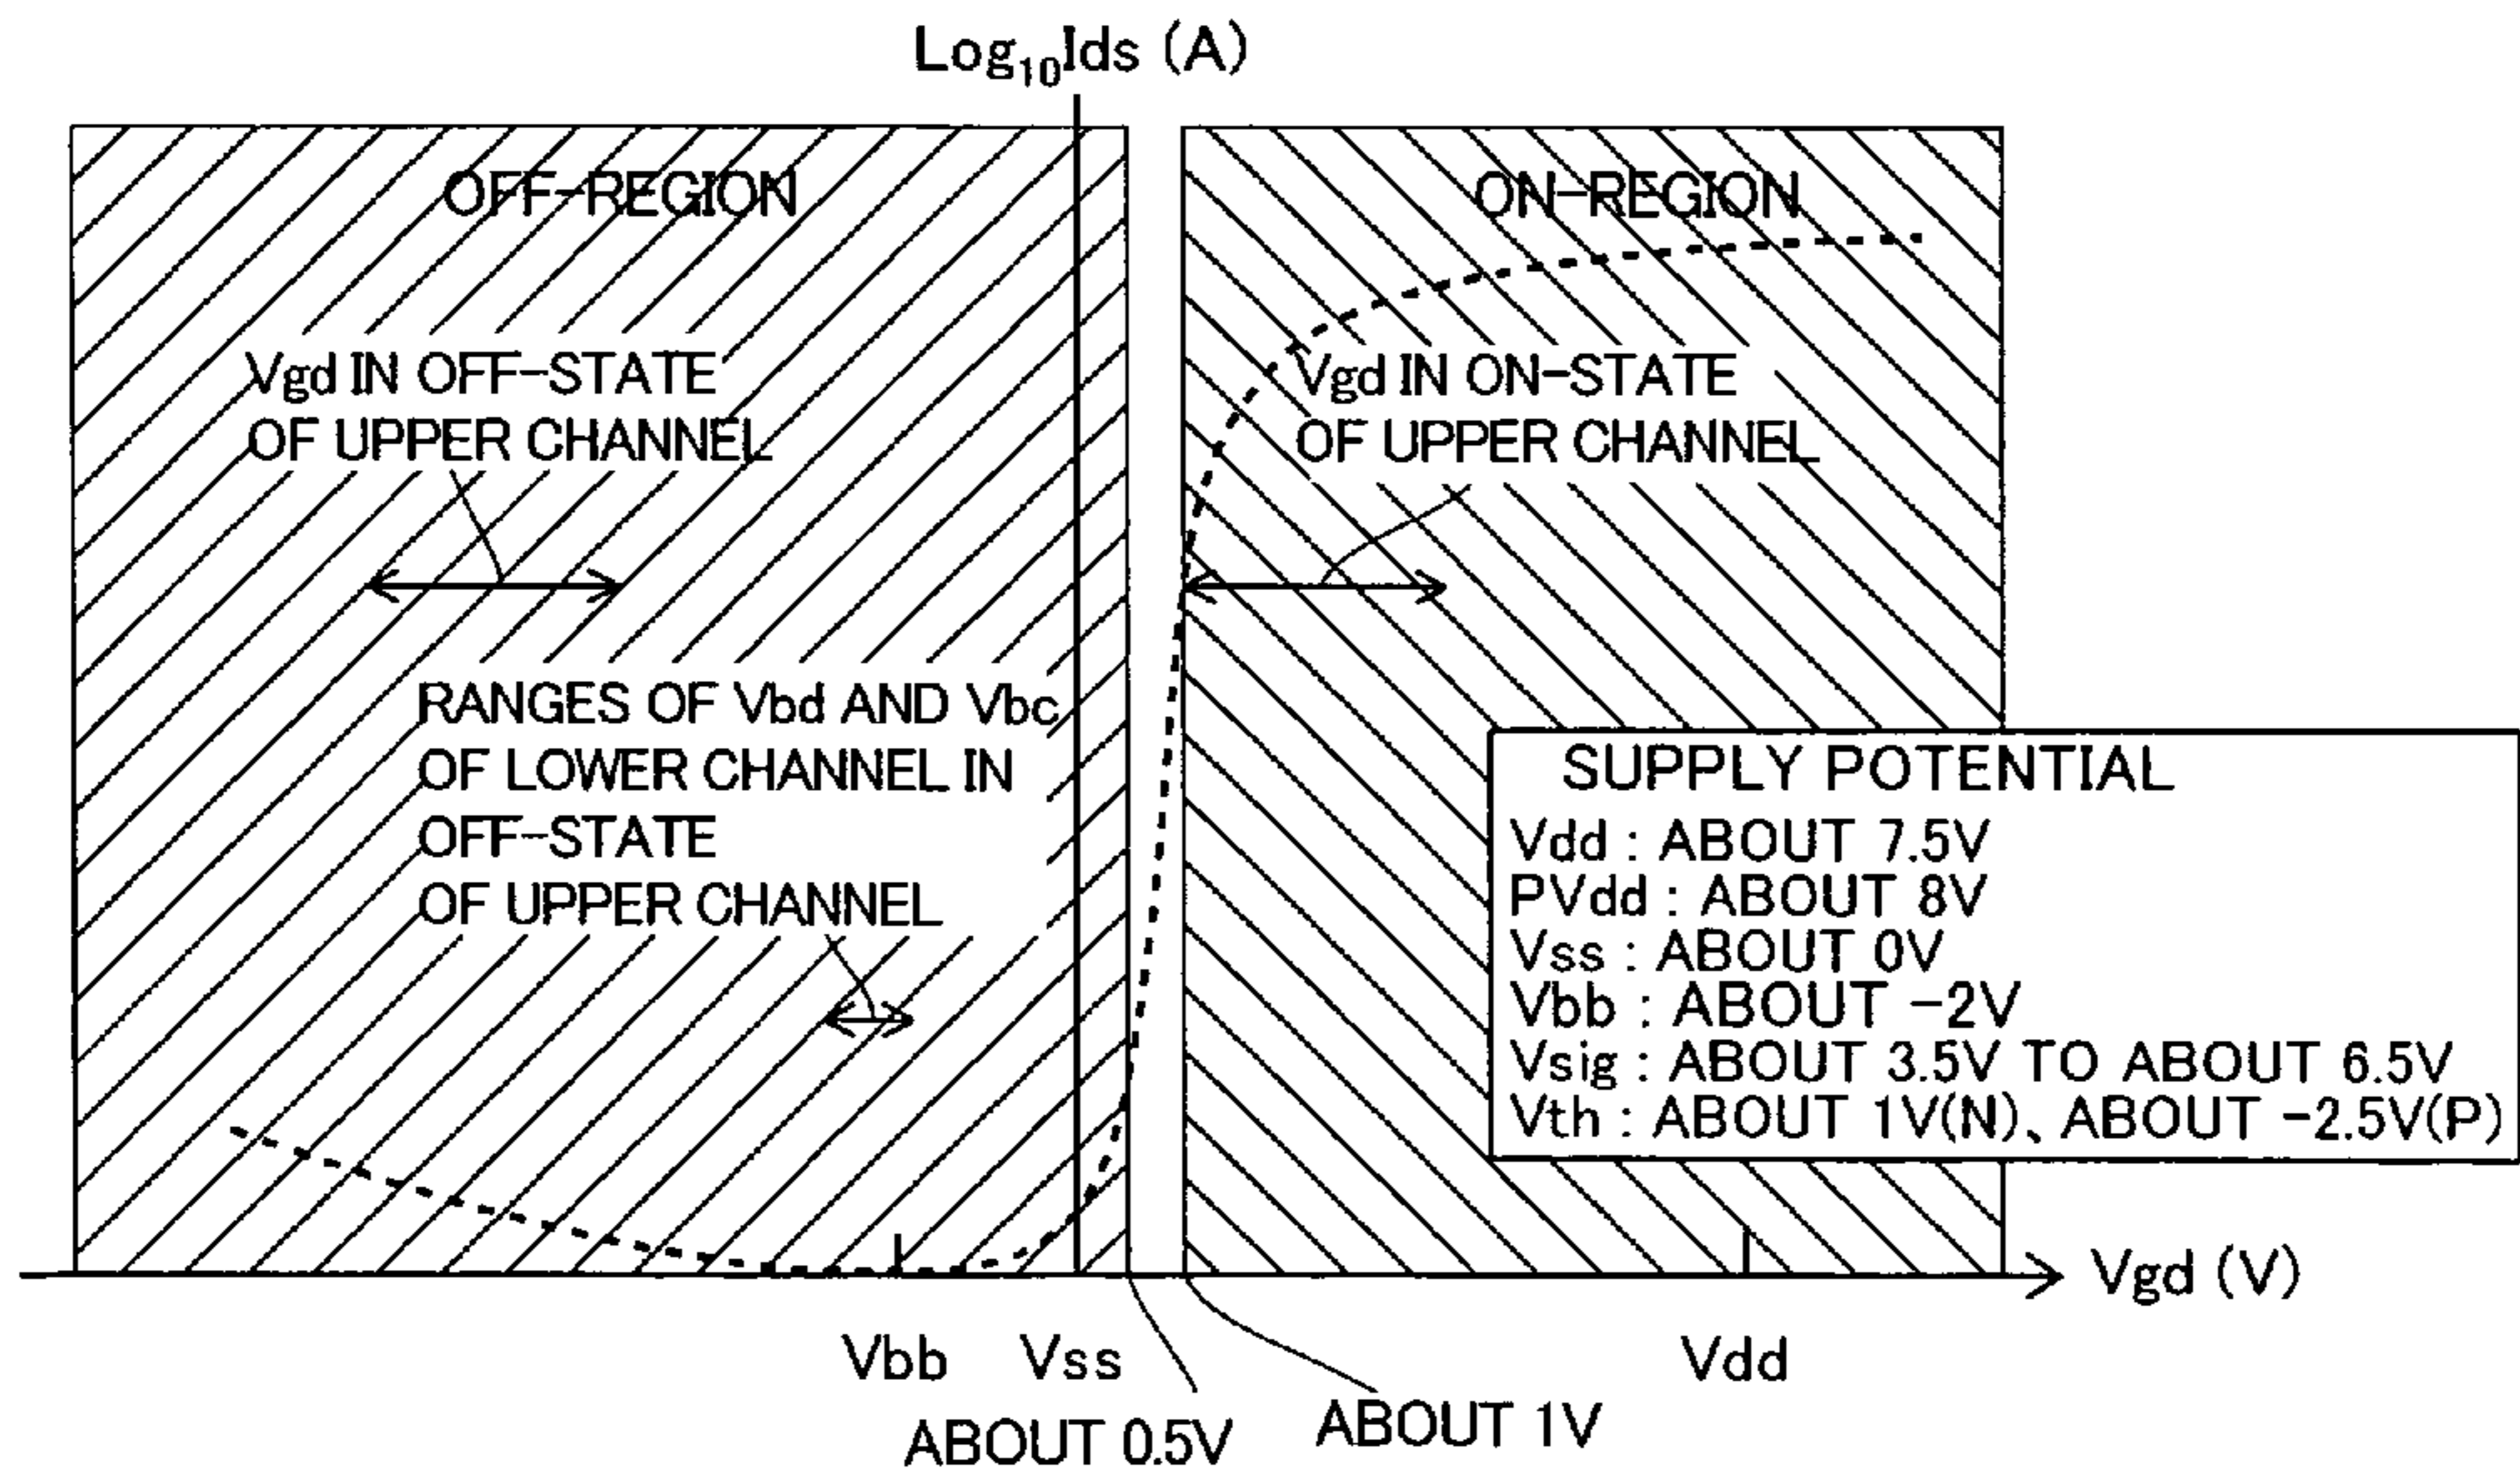 Log₁₀Ids (A)
OFF-REGION
ON-REGION
Vgd IN OFF-STATE
OF UPPER CHANNEL
Vgd IN ON-STATE
OF UPPER CHANNEL
RANGES OF Vbd AND Vbc
OF LOWER CHANNEL IN
OFF-STATE
OF UPPER CHANNEL
SUPPLY POTENTIAL
Vdd : ABOUT 7.5V
PVdd : ABOUT 8V
Vss : ABOUT 0V
Vbb : ABOUT -2V
Vsig : ABOUT 3.5V TO ABOUT 6.5V
Vth : ABOUT 1V(N)、ABOUT -2.5V(P)
Vgd (V)
Vbb
Vss
Vdd
ABOUT 0.5V
ABOUT 1V